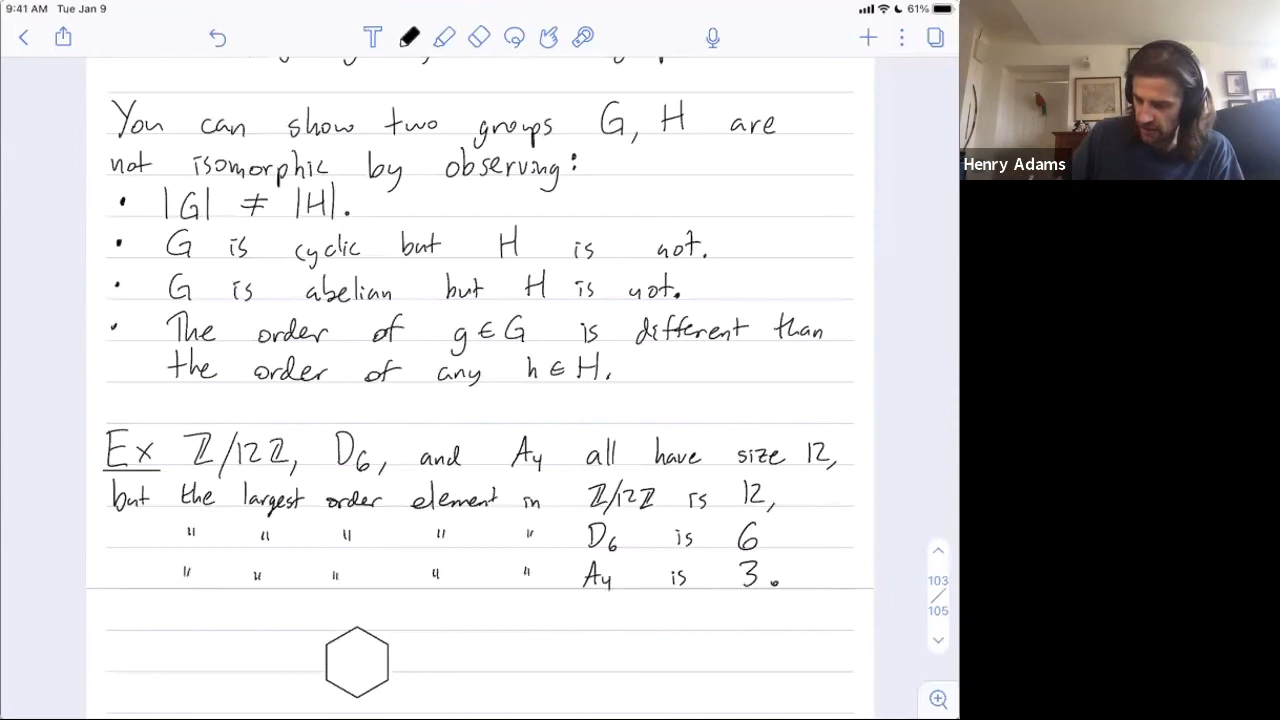 9:41 AM Tue Jan 9
61%
You can show two groups G, H are
not isomorphic by observing:
• |G| ≠ |H|.
• G is cyclic but H is not.
• G is abelian but H is not.
• The order of g ∈ G is different than
the order of any h ∈ H.
Ex ℤ/12ℤ, D₆, and A₄ all have size 12,
but the largest order element in ℤ/12ℤ is 12,
" " " " " D₆ is 6
" " " " " A₄ is 3.
103
/
105
Henry Adams